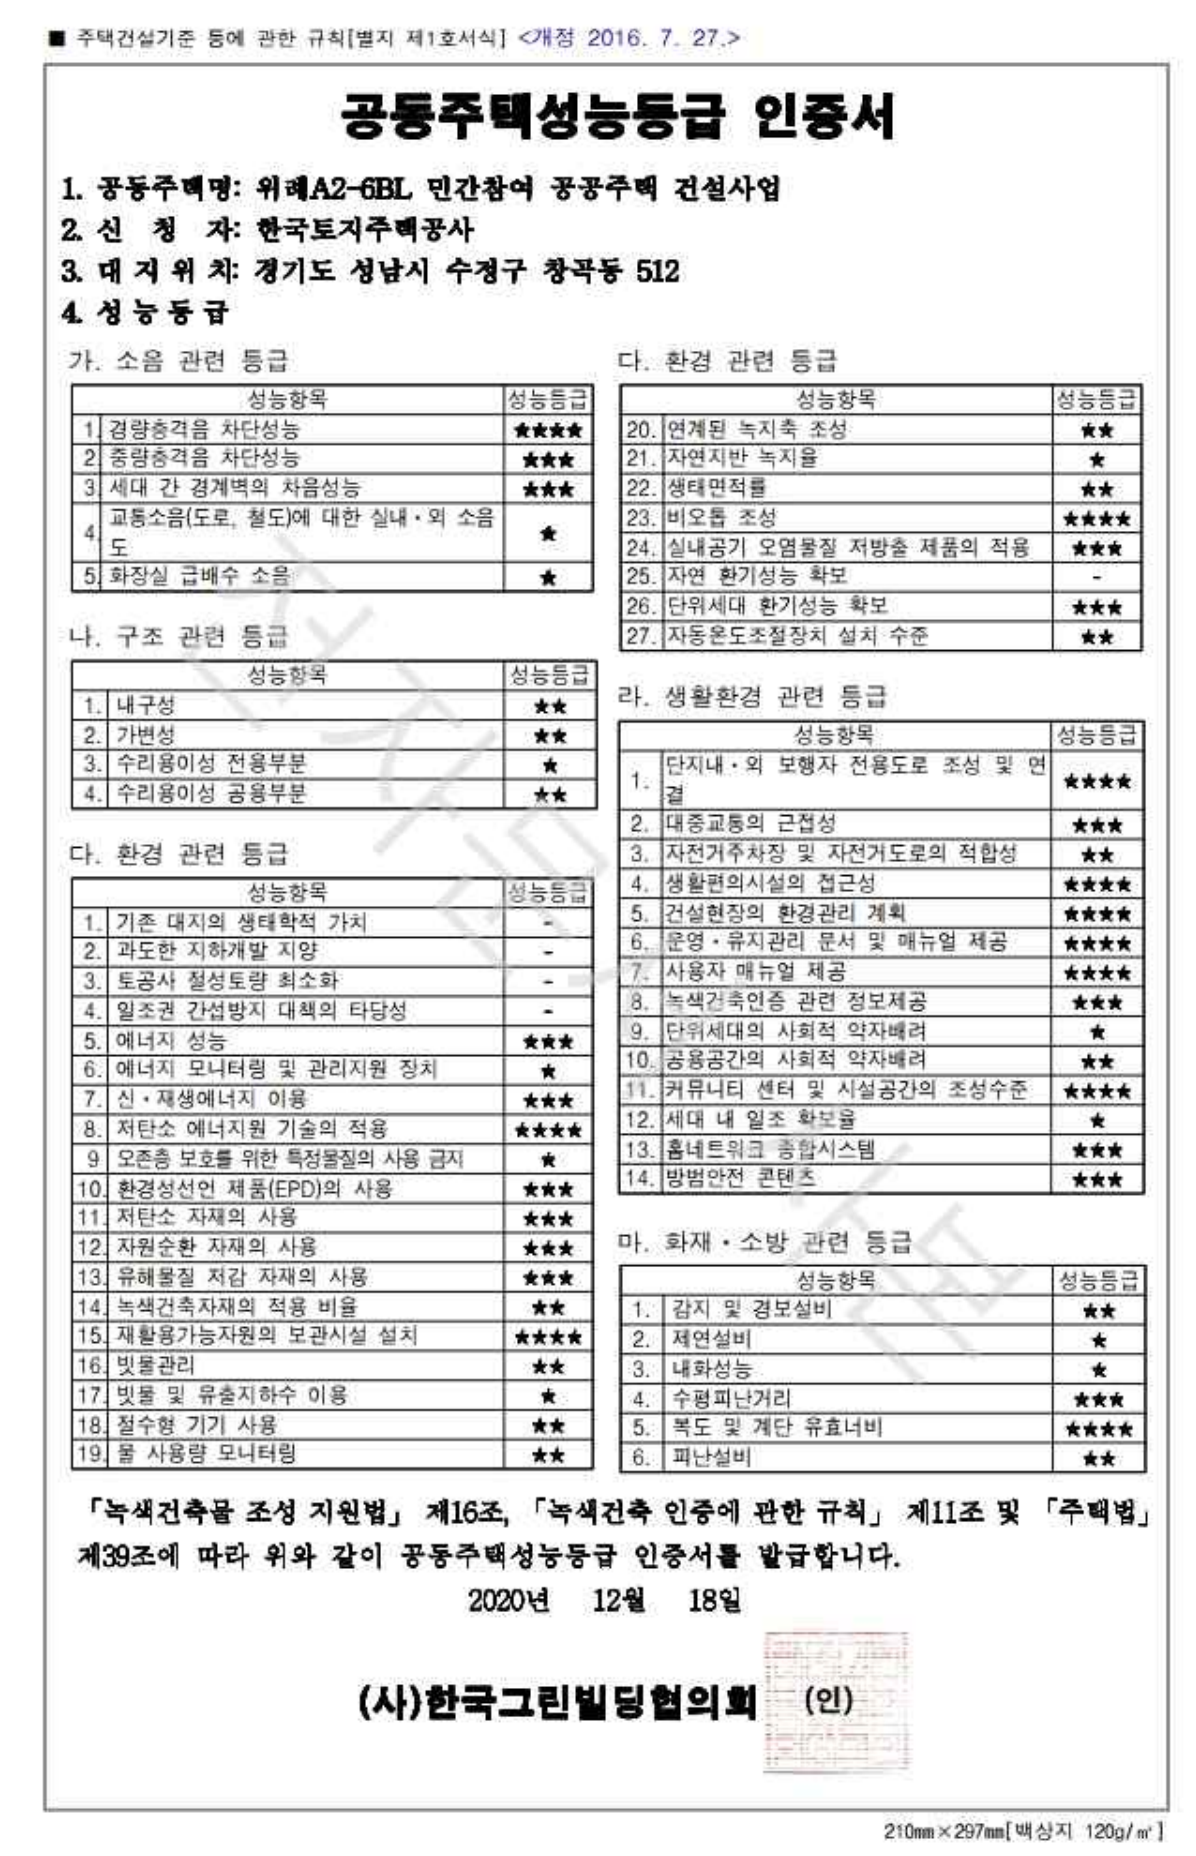 ■ 주택건설기준 등에 관한 규칙[별지 제1호서식] <개정 2016. 7. 27.>
공동주택성능등급 인증서
1. 공동주택명: 위례A2-6BL 민간참여 공공주택 건설사업
2. 신 청 자: 한국토지주택공사
3. 대 지 위 치: 경기도 성남시 수정구 창곡동 512
4. 성 능 등 급
가. 소음 관련 등급
성능항목 성능등급
1. 경량충격음 차단성능 ★★★★
2. 중량충격음 차단성능 ★★★
3. 세대 간 경계벽의 차음성능 ★★★
4. 교통소음(도로, 철도)에 대한 실내·외 소음
도 ★
5. 화장실 급배수 소음 ★
나. 구조 관련 등급
성능항목 성능등급
1. 내구성 ★★
2. 가변성 ★★
3. 수리용이성 전용부분 ★
4. 수리용이성 공용부분 ★★
다. 환경 관련 등급
성능항목 성능등급
1. 기존 대지의 생태학적 가치 -
2. 과도한 지하개발 지양 -
3. 토공사 절성토량 최소화 -
4. 일조권 간섭방지 대책의 타당성 -
5. 에너지 성능 ★★★
6. 에너지 모니터링 및 관리지원 장치 ★
7. 신·재생에너지 이용 ★★★
8. 저탄소 에너지원 기술의 적용 ★★★★
9 오존층 보호를 위한 특정물질의 사용 금지 ★
10. 환경성선언 제품(EPD)의 사용 ★★★
11. 저탄소 자재의 사용 ★★★
12. 자원순환 자재의 사용 ★★★
13. 유해물질 저감 자재의 사용 ★★★
14. 녹색건축자재의 적용 비율 ★★
15. 재활용가능자원의 보관시설 설치 ★★★★
16. 빗물관리 ★★
17. 빗물 및 유출지하수 이용 ★
18. 절수형 기기 사용 ★★
19. 물 사용량 모니터링 ★★
다. 환경 관련 등급
성능항목 성능등급
20. 연계된 녹지축 조성 ★★
21. 자연지반 녹지율 ★
22. 생태면적률 ★★
23. 비오톱 조성 ★★★★
24. 실내공기 오염물질 저방출 제품의 적용 ★★★
25. 자연 환기성능 확보 -
26. 단위세대 환기성능 확보 ★★★
27. 자동온도조절장치 설치 수준 ★★
라. 생활환경 관련 등급
성능항목 성능등급
1. 단지내·외 보행자 전용도로 조성 및 연
결 ★★★★
2. 대중교통의 근접성 ★★★
3. 자전거주차장 및 자전거도로의 적합성 ★★
4. 생활편의시설의 접근성 ★★★★
5. 건설현장의 환경관리 계획 ★★★★
6. 운영·유지관리 문서 및 매뉴얼 제공 ★★★★
7. 사용자 매뉴얼 제공 ★★★★
8. 녹색건축인증 관련 정보제공 ★★★
9. 단위세대의 사회적 약자배려 ★
10. 공용공간의 사회적 약자배려 ★★
11. 커뮤니티 센터 및 시설공간의 조성수준 ★★★★
12. 세대 내 일조 확보율 ★
13. 홈네트워크 종합시스템 ★★★
14. 방범안전 콘텐츠 ★★★
마. 화재·소방 관련 등급
성능항목 성능등급
1. 감지 및 경보설비 ★★
2. 제연설비 ★
3. 내화성능 ★
4. 수평피난거리 ★★★
5. 복도 및 계단 유효너비 ★★★★
6. 피난설비 ★★
「녹색건축물 조성 지원법」 제16조, 「녹색건축 인증에 관한 규칙」 제11조 및 「주택법」
제39조에 따라 위와 같이 공동주택성능등급 인증서를 발급합니다.
2020년 12월 18일
(사)한국그린빌딩협의회 (인)
210㎜×297㎜[백상지 120g/㎡]